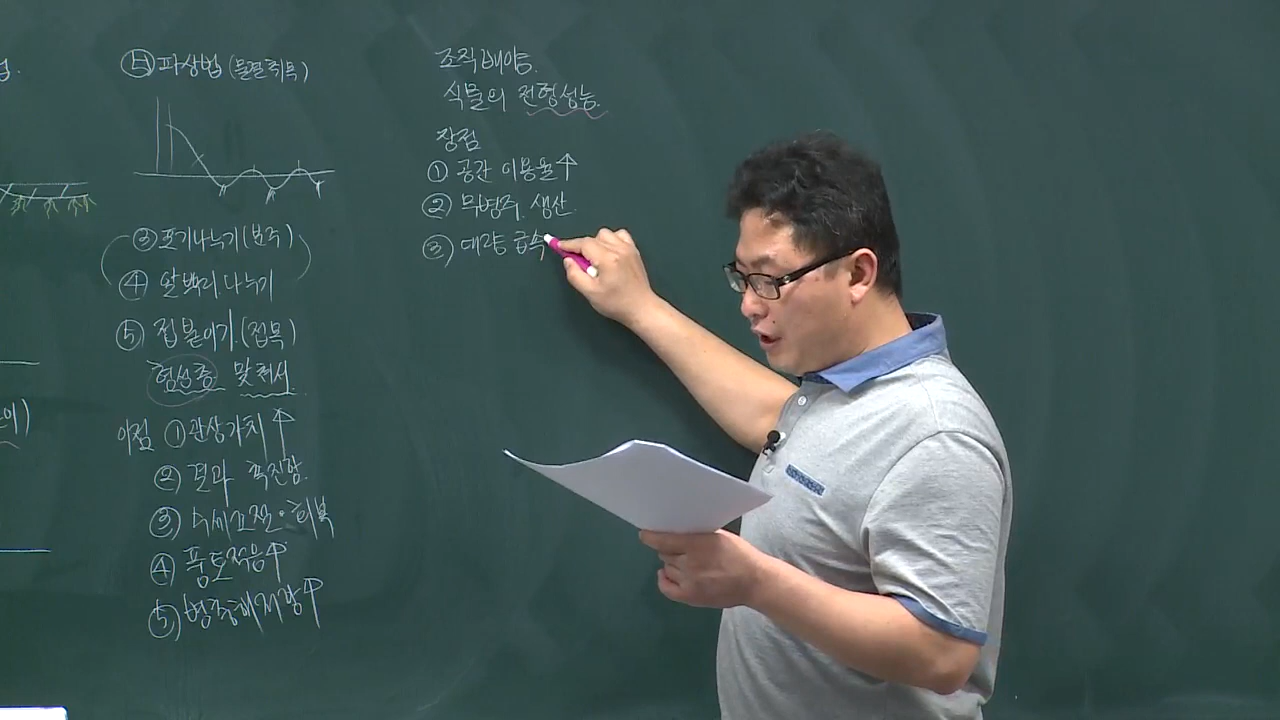 법.
이)
ㅂ) 파상법 (물결취목)
③ 포기나누기 (분주)
④ 알뿌리 나누기
⑤ 접붙이기. (접목)
형성층 맞춰서.
이점 ① 관상가치 ↑
② 결과 촉진함.
③ 수세조절·회복
④ 풍토적응 ↑
⑤ 병충해저항 ↑
조직배양.
식물의 전형성능.
장점
① 공간 이용율 ↑
② 무병주. 생산.
③ 대량 급속